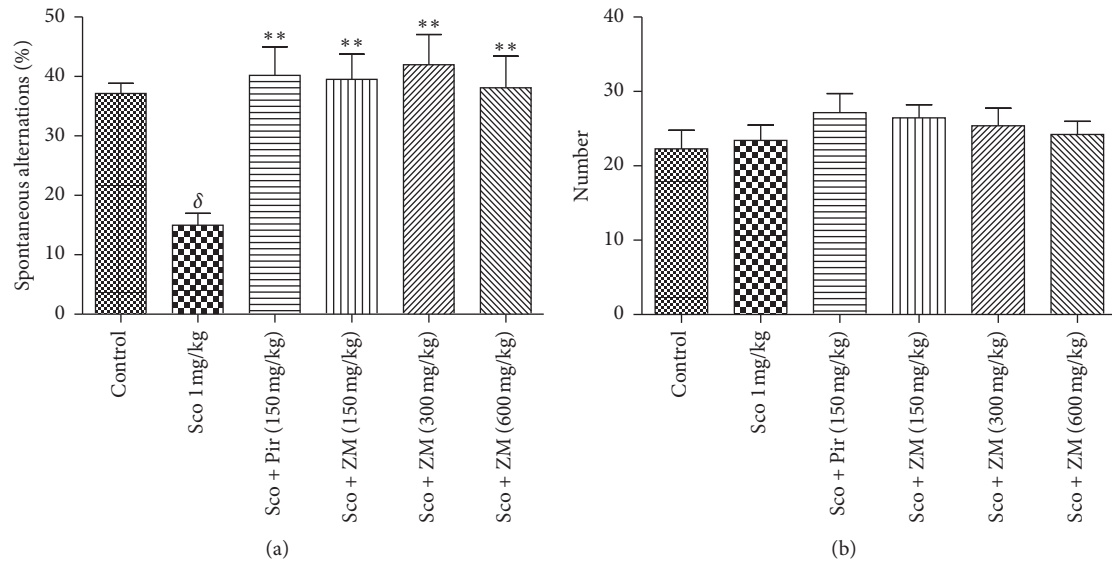 Spontaneous alternations (%)
50
40
30
20
10
0
δ
**
**
**
**
Control
Sco 1 mg/kg
Sco + Pir (150 mg/kg)
Sco + ZM (150 mg/kg)
Sco + ZM (300 mg/kg)
Sco + ZM (600 mg/kg)
(a)
Number
40
30
20
10
0
Control
Sco 1 mg/kg
Sco + Pir (150 mg/kg)
Sco + ZM (150 mg/kg)
Sco + ZM (300 mg/kg)
Sco + ZM (600 mg/kg)
(b)